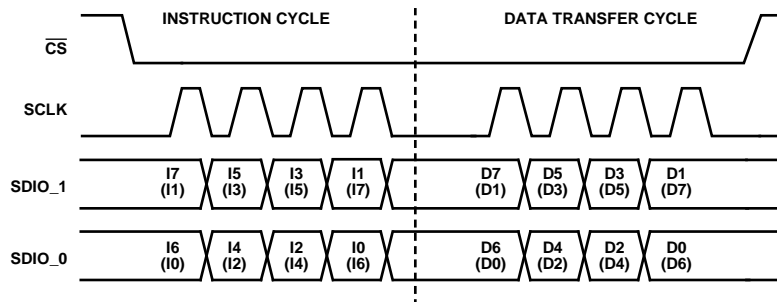 INSTRUCTION CYCLE DATA TRANSFER CYCLE
CS
SCLK
SDIO_1 I7 I5 I3 I1 D7 D5 D3 D1
(I1) (I3) (I5) (I7) (D1) (D3) (D5) (D7)
SDIO_0 I6 I4 I2 I0 D6 D4 D2 D0
(I0) (I2) (I4) (I6) (D0) (D2) (D4) (D6)